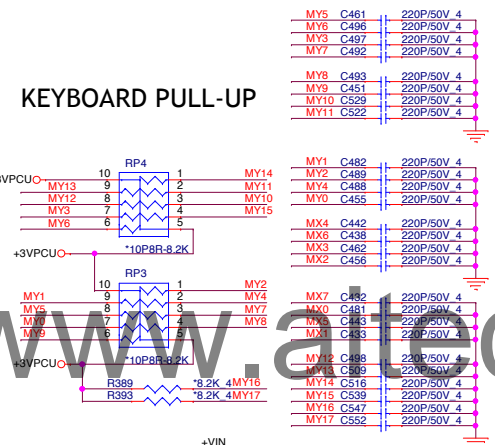 KEYBOARD PULL-UP
MY5 C461 220P/50V_4
MY6 C496 220P/50V_4
MY3 C497 220P/50V_4
MY7 C492 220P/50V_4
MY8 C493 220P/50V_4
MY9 C451 220P/50V_4
MY10 C529 220P/50V_4
MY11 C522 220P/50V_4
MY1 C482 220P/50V_4
MY2 C489 220P/50V_4
MY4 C488 220P/50V_4
MY0 C455 220P/50V_4
MX4 C442 220P/50V_4
MX6 C438 220P/50V_4
MX3 C462 220P/50V_4
MX2 C456 220P/50V_4
MX7 C432 220P/50V_4
MX0 C481 220P/50V_4
MX5 C443 220P/50V_4
MX1 C433 220P/50V_4
MY12 C498 220P/50V_4
MY13 C509 220P/50V_4
MY14 C516 220P/50V_4
MY15 C539 220P/50V_4
MY16 C547 220P/50V_4
MY17 C552 220P/50V_4
RP4
3VPCU 10 1 MY14
MY13 9 2 MY11
MY12 8 3 MY10
MY3 7 4 MY15
MY6 6 5
*10P8R-8.2K
+3VPCU
RP3
10 1 MY2
MY1 9 2 MY4
MY5 8 3 MY7
MY0 7 4 MY8
MY9 6 5
+3VPCU
*10P8R-8.2K
R389 *8.2K_4 MY16
R393 *8.2K_4 MY17
+VIN
www.altec